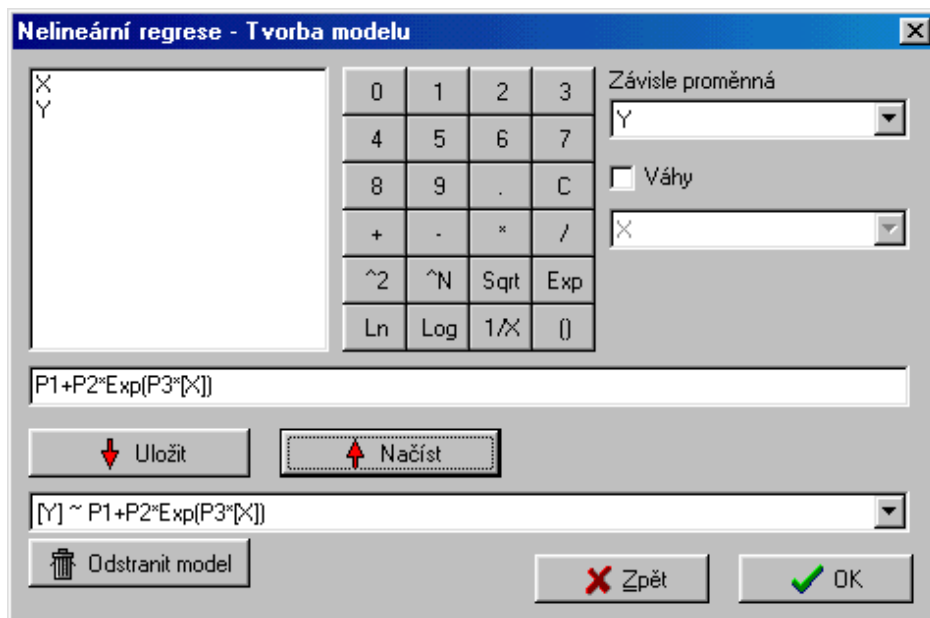 Nelineární regrese - Tvorba modelu
X
Y
0 1 2 3
4 5 6 7
8 9 . C
+ - * /
^2 ^N Sqrt Exp
Ln Log 1/X ()
Závisle proměnná
Y
Váhy
X
P1+P2*Exp(P3*[X])
Uložit
Načíst
[Y] ~ P1+P2*Exp(P3*[X])
Odstranit model
Zpět
OK